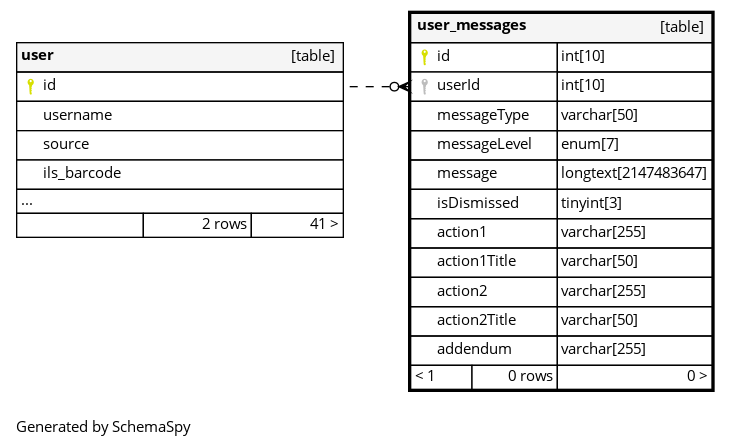 user [table]
id
username
source
ils_barcode
...
2 rows 41 >
user_messages [table]
id int[10]
userId int[10]
messageType varchar[50]
messageLevel enum[7]
message longtext[2147483647]
isDismissed tinyint[3]
action1 varchar[255]
action1Title varchar[50]
action2 varchar[255]
action2Title varchar[50]
addendum varchar[255]
< 1 0 rows 0 >
Generated by SchemaSpy